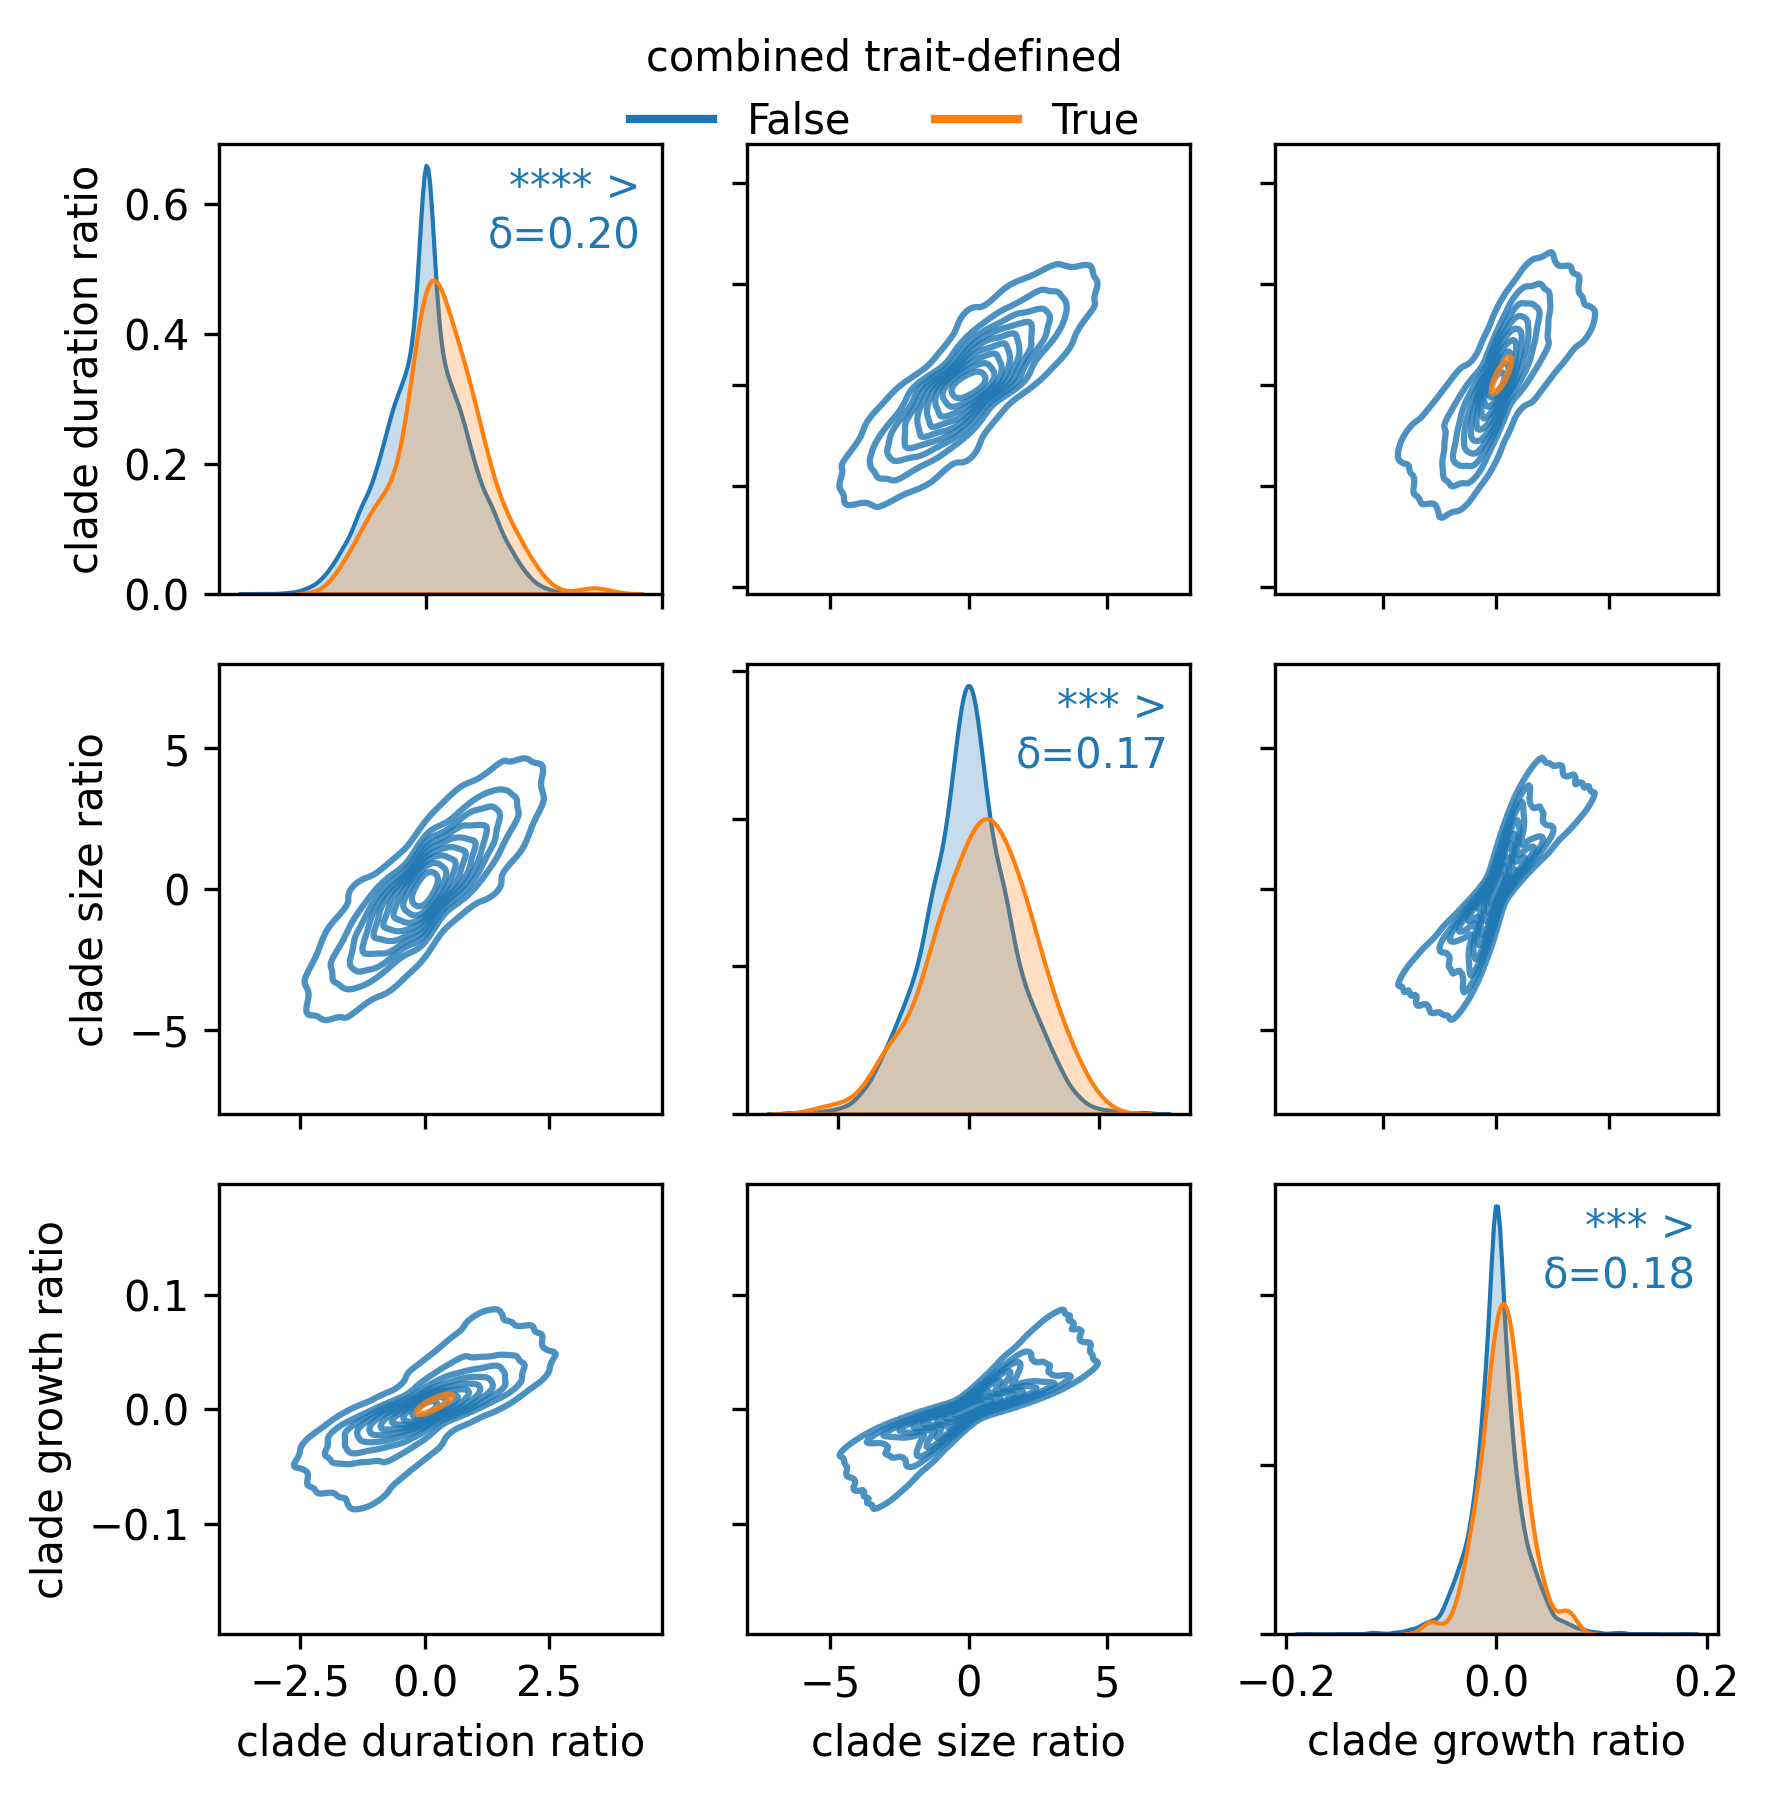 combined trait-defined
False True
clade duration ratio
0.6
0.4
0.2
0.0
**** >
δ=0.20
clade size ratio
5
0
−5
*** >
δ=0.17
clade growth ratio
0.1
0.0
−0.1
*** >
δ=0.18
−2.5 0.0 2.5
−5 0 5
−0.2 0.0 0.2
clade duration ratio
clade size ratio
clade growth ratio